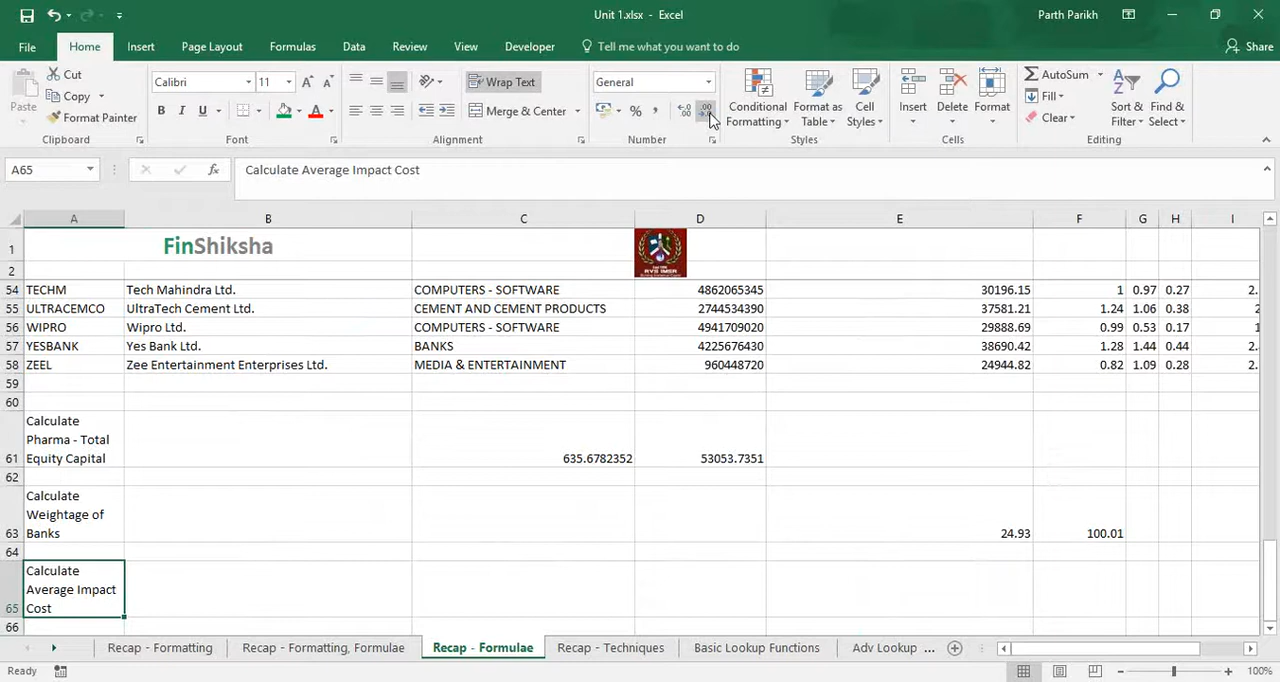 Unit 1.xlsx - Excel
Parth Parikh
File Home Insert Page Layout Formulas Data Review View Developer Tell me what you want to do Share
Paste
Cut
Copy
Format Painter
Clipboard
Calibri 11
B I U
Font
Wrap Text
Merge & Center
Alignment
General
%
Number
Conditional Formatting
Format as Table
Cell Styles
Styles
Insert Delete Format
Cells
AutoSum
Fill
Clear
Sort & Filter
Find & Select
Editing
A65 fx Calculate Average Impact Cost
A B C D E F G H I
1 FinShiksha
2
54 TECHM Tech Mahindra Ltd. COMPUTERS - SOFTWARE 4862065345 30196.15 1 0.97 0.27 2.
55 ULTRACEMCO UltraTech Cement Ltd. CEMENT AND CEMENT PRODUCTS 2744534390 37581.21 1.24 1.06 0.38 2
56 WIPRO Wipro Ltd. COMPUTERS - SOFTWARE 4941709020 29888.69 0.99 0.53 0.17 1
57 YESBANK Yes Bank Ltd. BANKS 4225676430 38690.42 1.28 1.44 0.44 2.
58 ZEEL Zee Entertainment Enterprises Ltd. MEDIA & ENTERTAINMENT 960448720 24944.82 0.82 1.09 0.28 2.
59
60
Calculate
Pharma - Total
61 Equity Capital 635.6782352 53053.7351
62
Calculate
Weightage of
63 Banks 24.93 100.01
64
Calculate
Average Impact
65 Cost
66
Recap - Formatting Recap - Formatting, Formulae Recap - Formulae Recap - Techniques Basic Lookup Functions Adv Lookup ...
Ready 100%